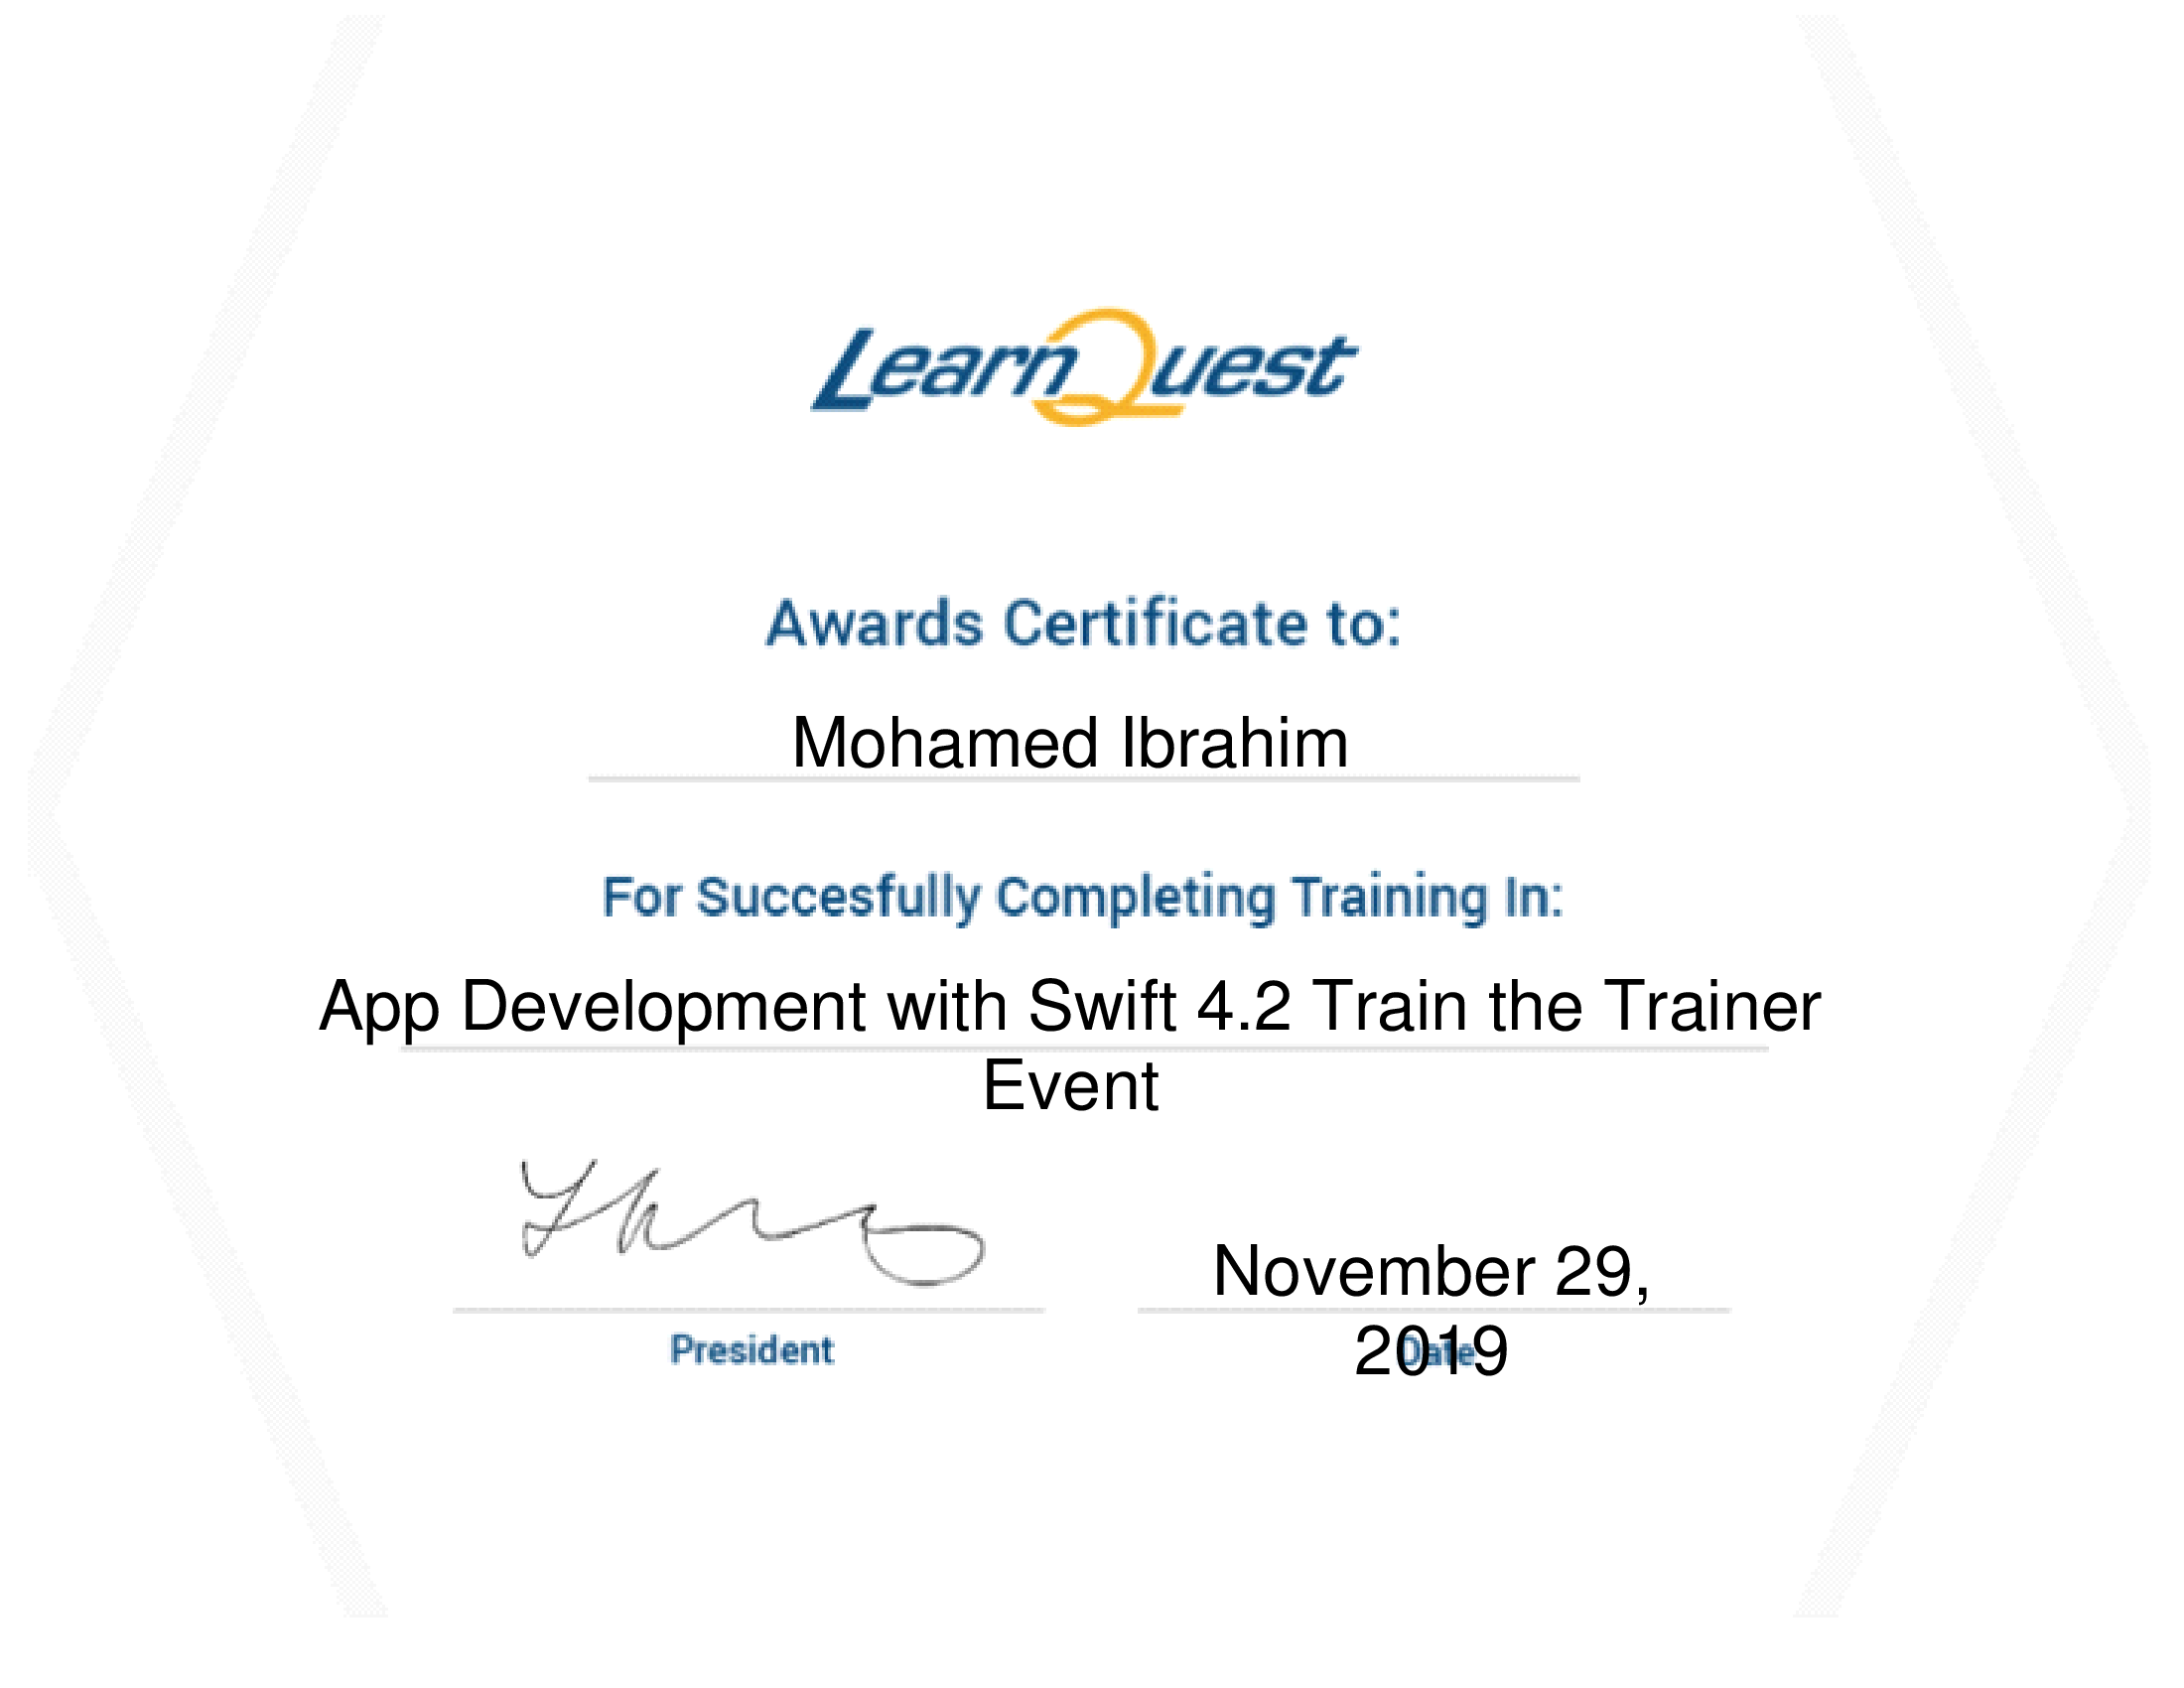 LearnQuest
Awards Certificate to:
Mohamed Ibrahim
For Succesfully Completing Training In:
App Development with Swift 4.2 Train the Trainer
Event
November 29,
2019
President
Date